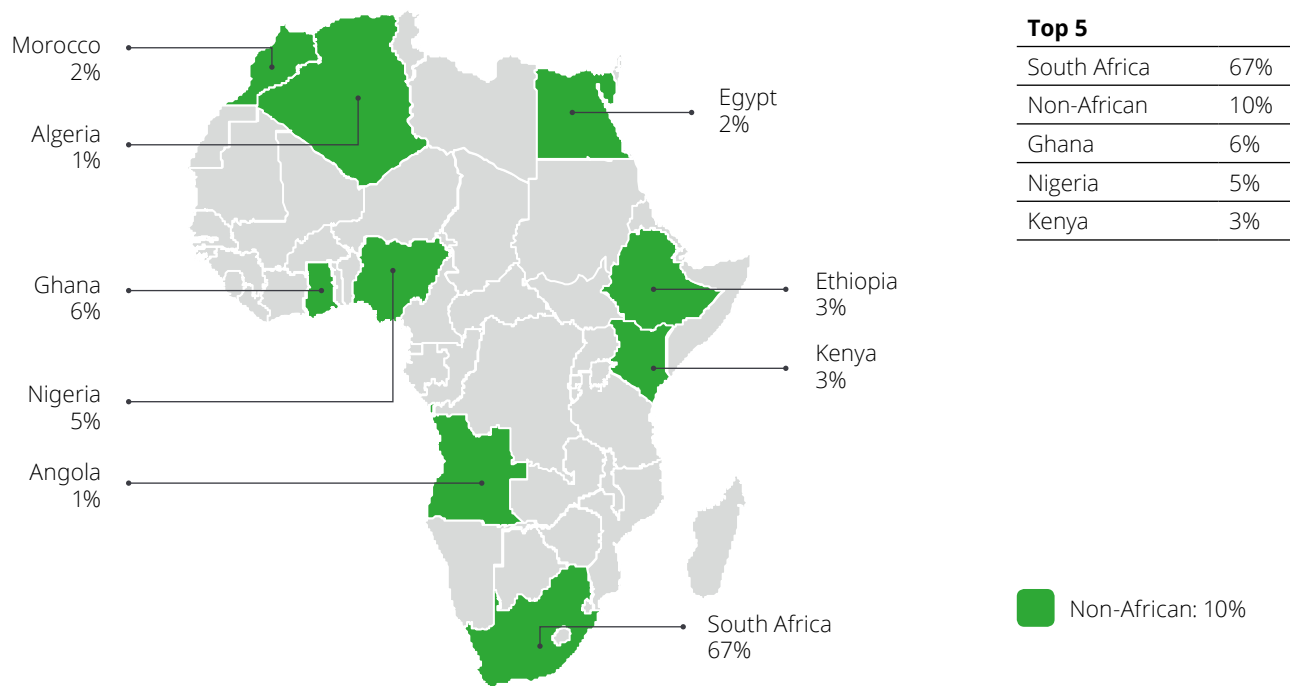 Morocco
2%
Algeria
1%
Ghana
6%
Nigeria
5%
Angola
1%
Egypt
2%
Ethiopia
3%
Kenya
3%
South Africa
67%
Top 5
South Africa 67%
Non-African 10%
Ghana 6%
Nigeria 5%
Kenya 3%
Non-African: 10%